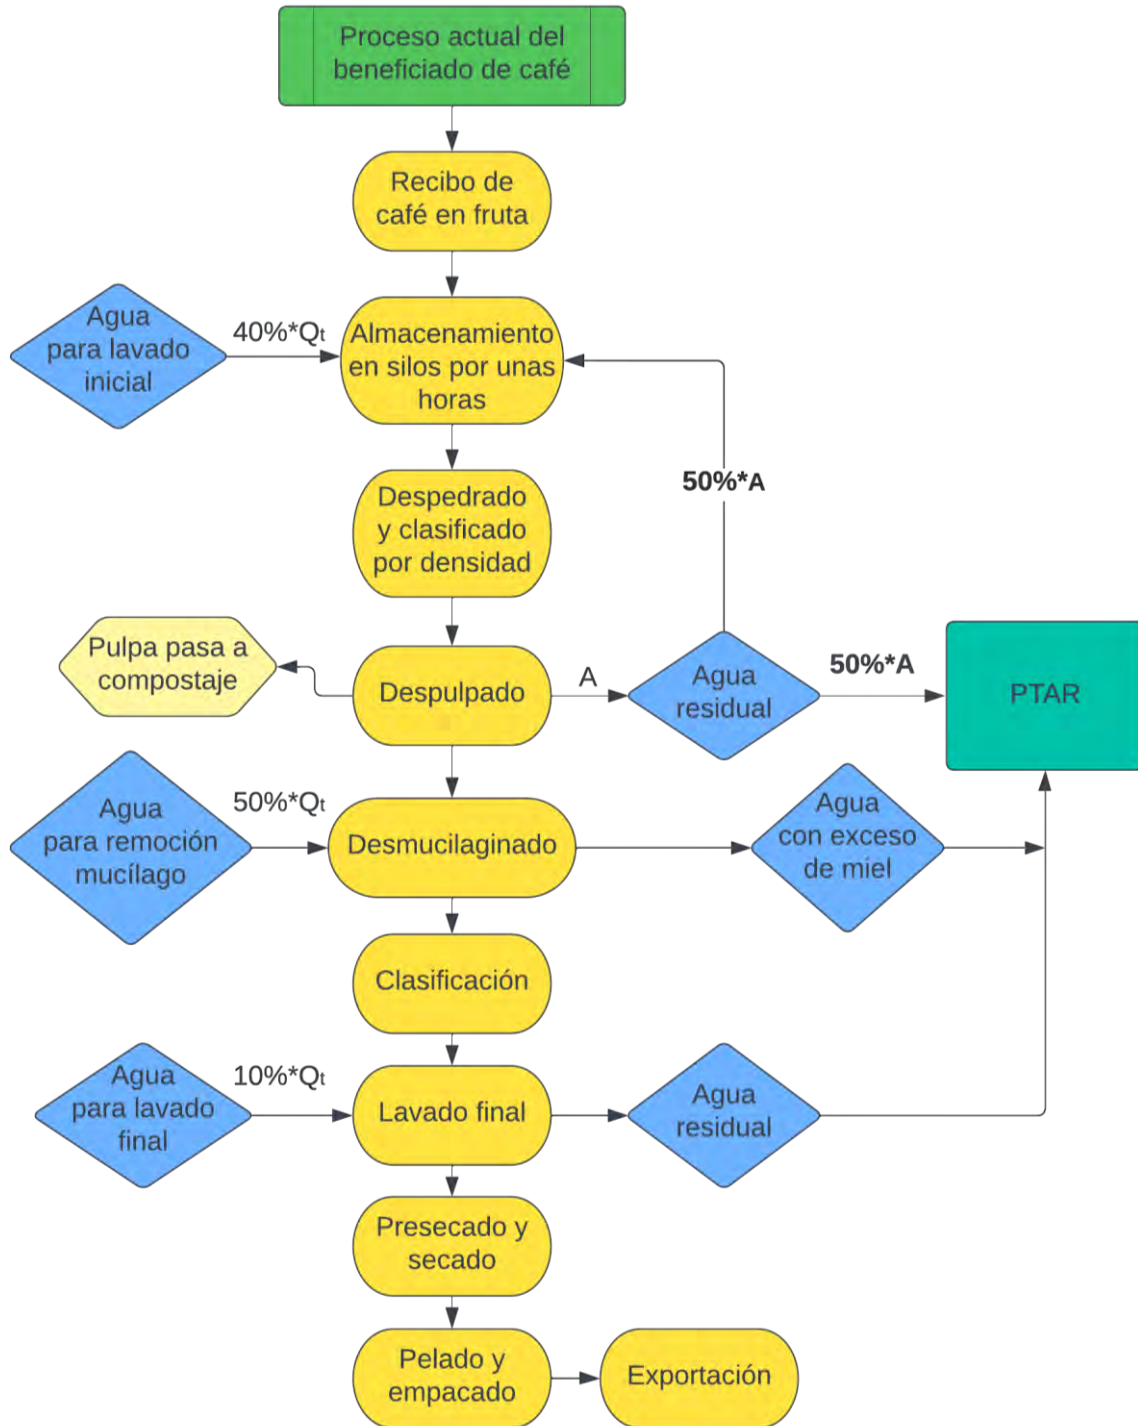 Proceso actual del
beneficiado de café
Recibo de
café en fruta
Agua
para lavado
inicial
40%*Qt
Almacenamiento
en silos por unas
horas
50%*A
Despedrado
y clasificado
por densidad
Pulpa pasa a
compostaje
Despulpado
A
Agua
residual
50%*A
PTAR
Agua
para remoción
mucílago
50%*Qt
Desmucilaginado
Agua
con exceso
de miel
Clasificación
Agua
para lavado
final
10%*Qt
Lavado final
Agua
residual
Presecado y
secado
Pelado y
empacado
Exportación